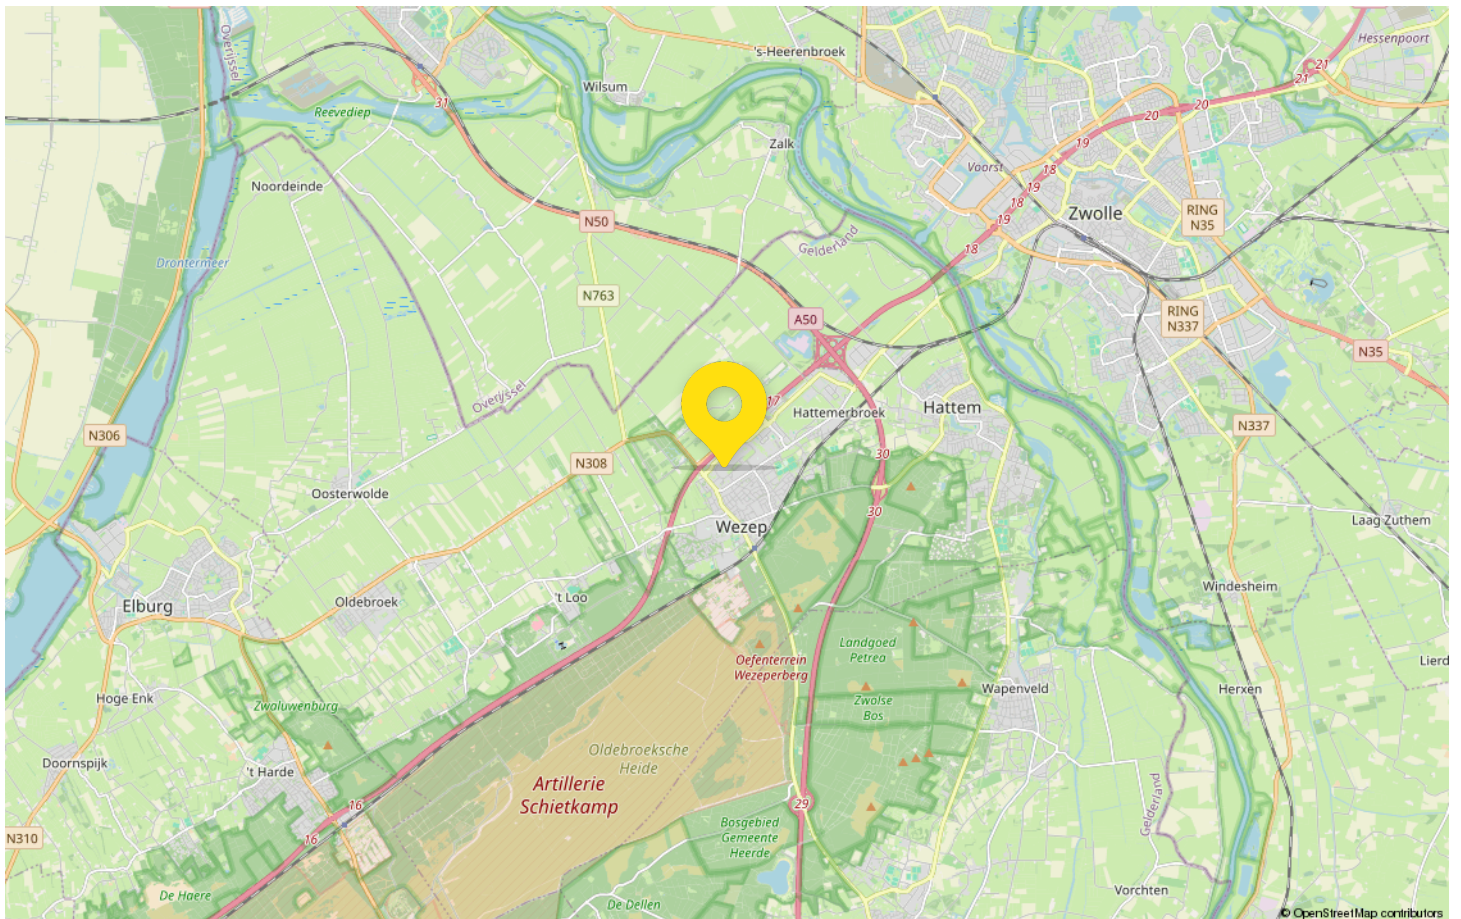 Overijssel
's-Heerenbroek
Hessenpoort
21
21
Wilsum
31
Reevediep
20
20
Zalk
19
Voorst
18
19
18
19
18
Noordeinde
Zwolle
RING
N35
N50
Gelderland
Drontermeer
N763
A50
RING
N337
N35
Overijssel
17
Hattemerbroek
Hattem
N306
N337
30
N308
Oosterwolde
30
Wezep
Laag Zuthem
Windesheim
't Loo
Elburg
Oldebroek
Landgoed
Petrea
Oefenterrein
Wezeperberg
Lierd
Hoge Enk
Zwaluwenburg
Zwolse
Bos
Wapenveld
Herxen
Oldebroeksche
Heide
Doornspijk
't Harde
Artillerie
Schietkamp
16
29
Gelderland
16
N310
Bosgebied
Gemeente
Heerde
De Haere
De Dellen
Vorchten
© OpenStreetMap contributors